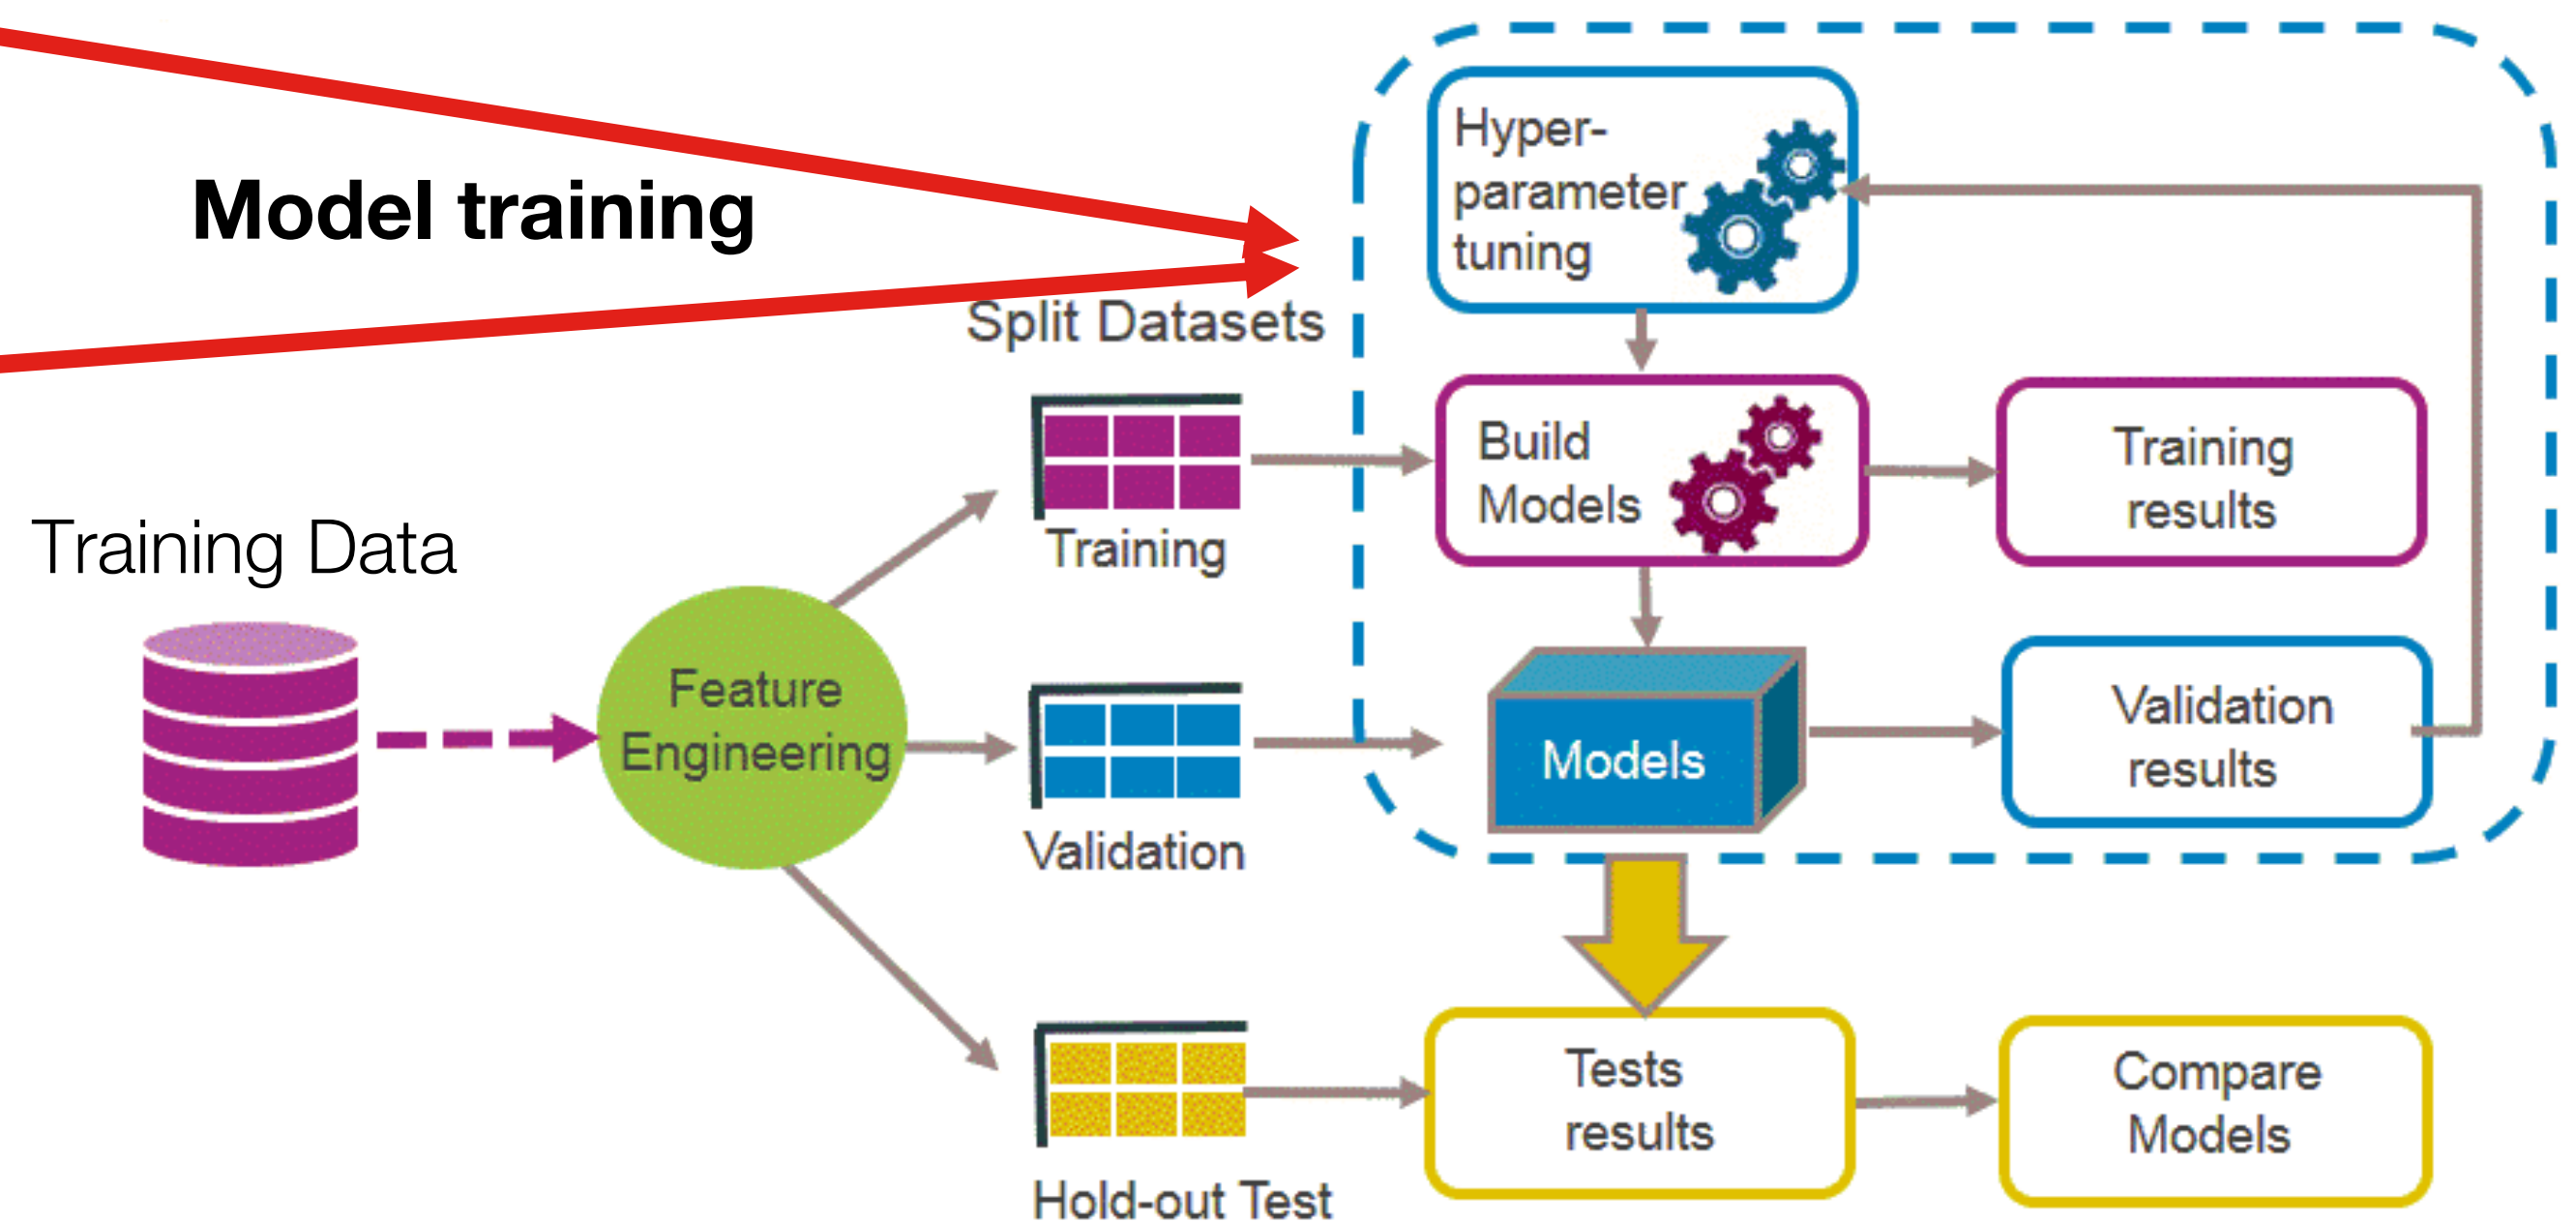 Model training
Training Data
Feature
Engineering
Split Datasets
Training
Validation
Hold-out Test
Hyper-
parameter
tuning
Build
Models
Training
results
Models
Validation
results
Tests
results
Compare
Models